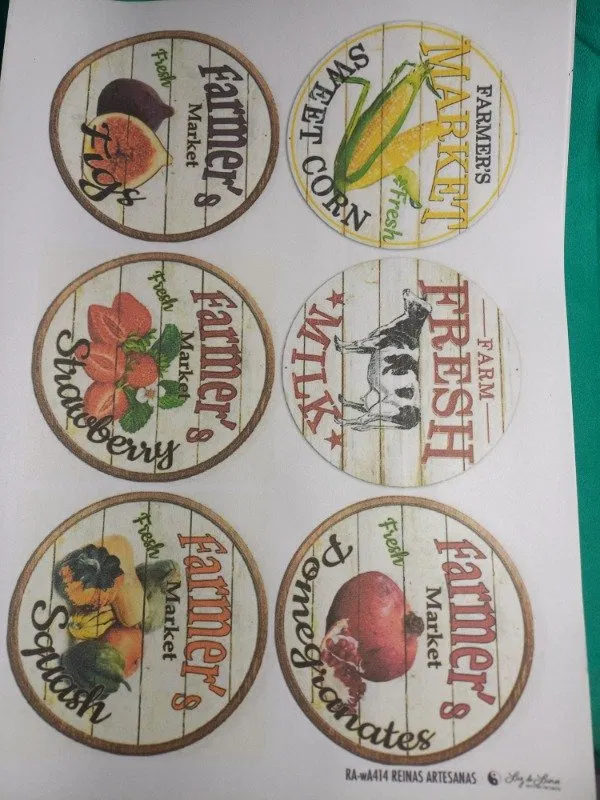 FARMER'S
MARKET
Fresh
SWEET CORN
FARM
FRESH
MILK
Farmer's
Market
Fresh
Pomegranates
Farmer's
Market
Fresh
Figs
Farmer's
Market
Fresh
Strawberry
Farmer's
Market
Fresh
Squash
RA-wA414 REINAS ARTESANAS